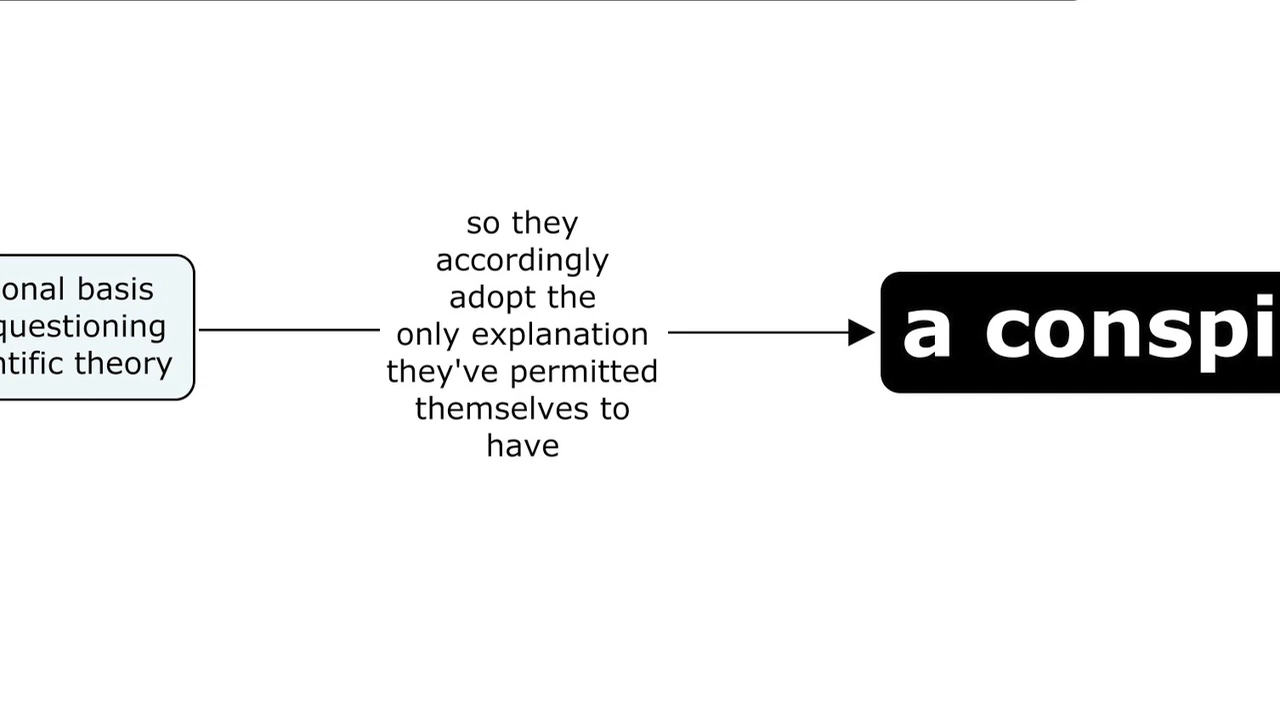 onal basis
questioning
ntific theory
so they
accordingly
adopt the
only explanation
they've permitted
themselves to
have
a conspi